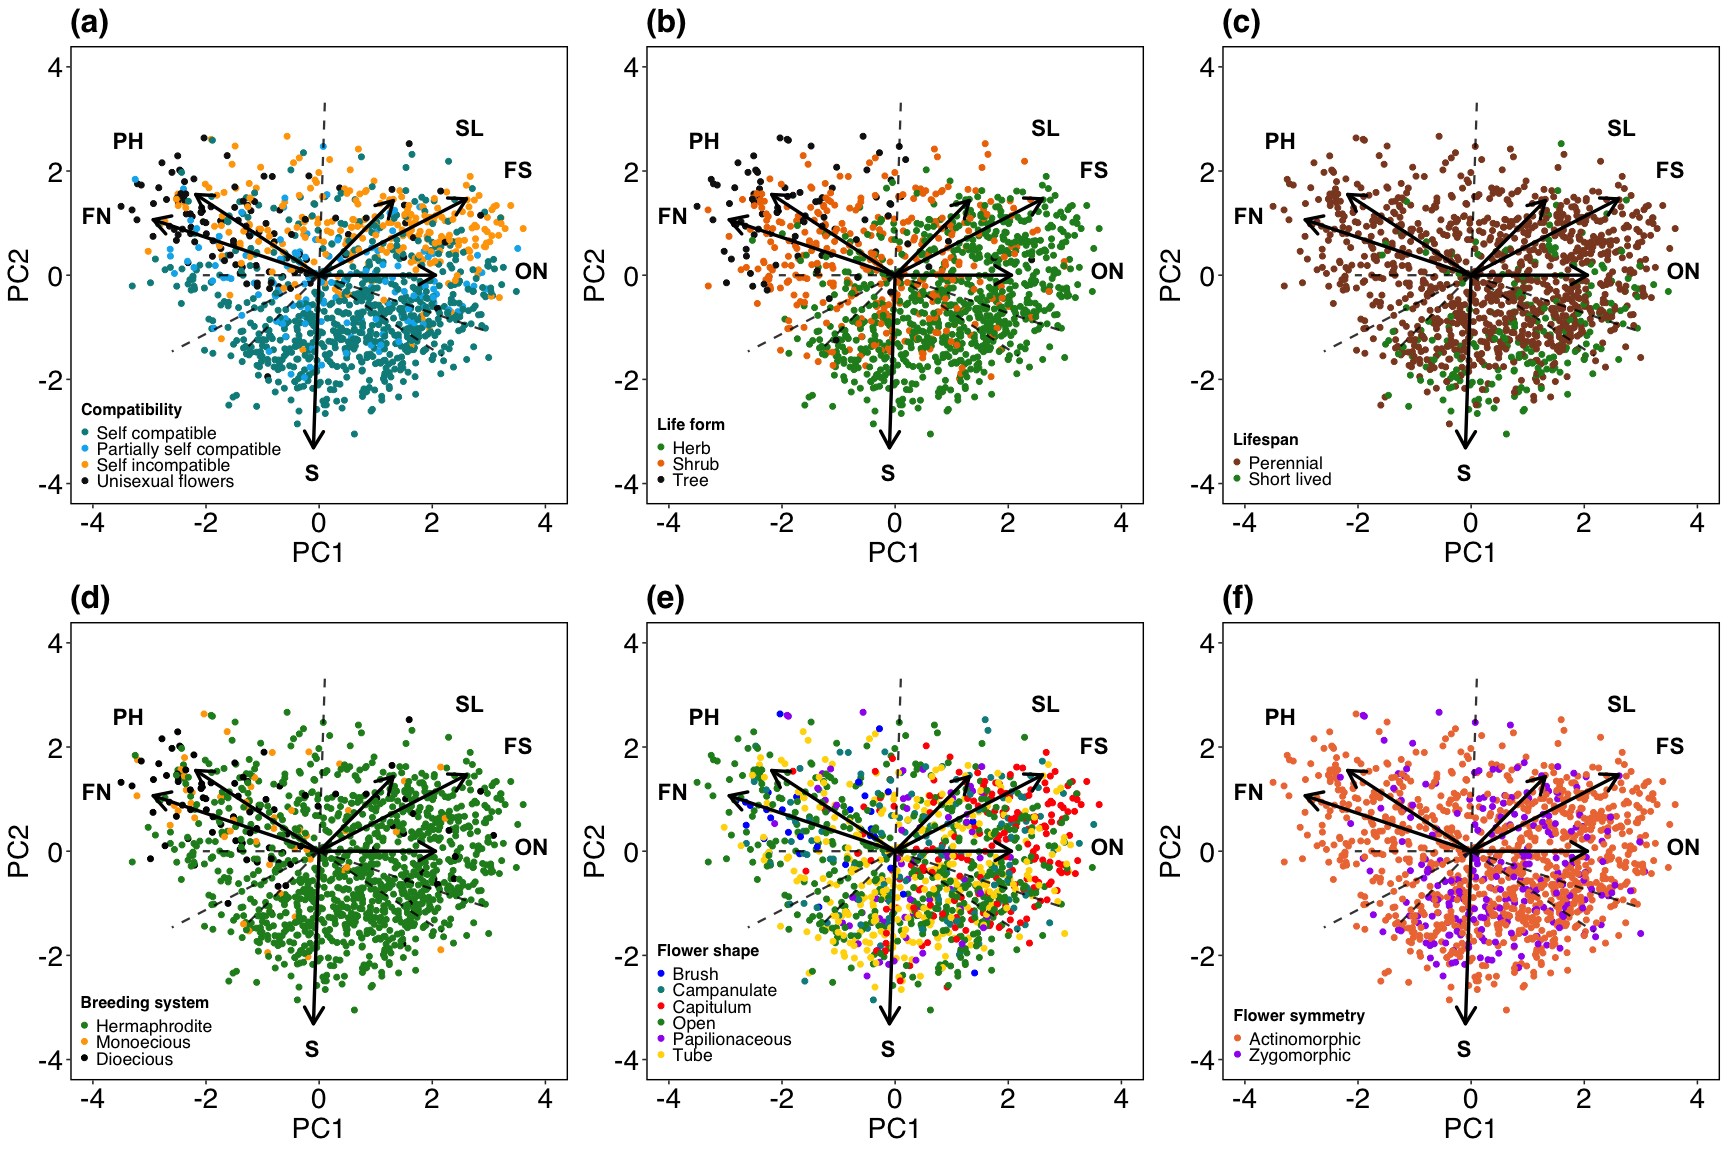 (a)
4
2
0
-2
-4
PC2
PH
SL
FS
FN
ON
S
Compatibility
Self compatible
Partially self compatible
Self incompatible
Unisexual flowers
-4 -2 0 2 4
PC1
(b)
4
2
0
-2
-4
PC2
PH
SL
FS
FN
ON
S
Life form
Herb
Shrub
Tree
-4 -2 0 2 4
PC1
(c)
4
2
0
-2
-4
PC2
PH
SL
FS
FN
ON
S
Lifespan
Perennial
Short lived
-4 -2 0 2 4
PC1
(d)
4
2
0
-2
-4
PC2
PH
SL
FS
FN
ON
S
Breeding system
Hermaphrodite
Monoecious
Dioecious
-4 -2 0 2 4
PC1
(e)
4
2
0
-2
-4
PC2
PH
SL
FS
FN
ON
S
Flower shape
Brush
Campanulate
Capitulum
Open
Papilionaceous
Tube
-4 -2 0 2 4
PC1
(f)
4
2
0
-2
-4
PC2
PH
SL
FS
FN
ON
S
Flower symmetry
Actinomorphic
Zygomorphic
-4 -2 0 2 4
PC1